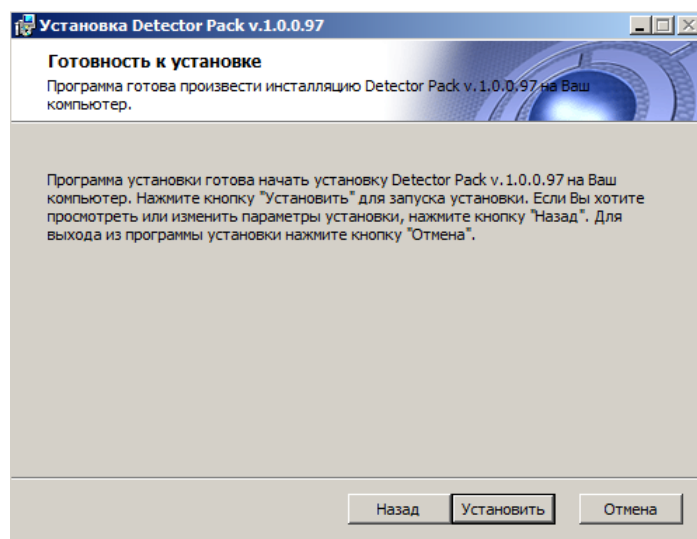 Установка Detector Pack v.1.0.0.97
Готовность к установке
Программа готова произвести инсталляцию Detector Pack v.1.0.0.97 на Ваш
компьютер.
Программа установки готова начать установку Detector Pack v.1.0.0.97 на Ваш
компьютер. Нажмите кнопку "Установить" для запуска установки. Если Вы хотите
просмотреть или изменить параметры установки, нажмите кнопку "Назад". Для
выхода из программы установки нажмите кнопку "Отмена".
Назад Установить Отмена